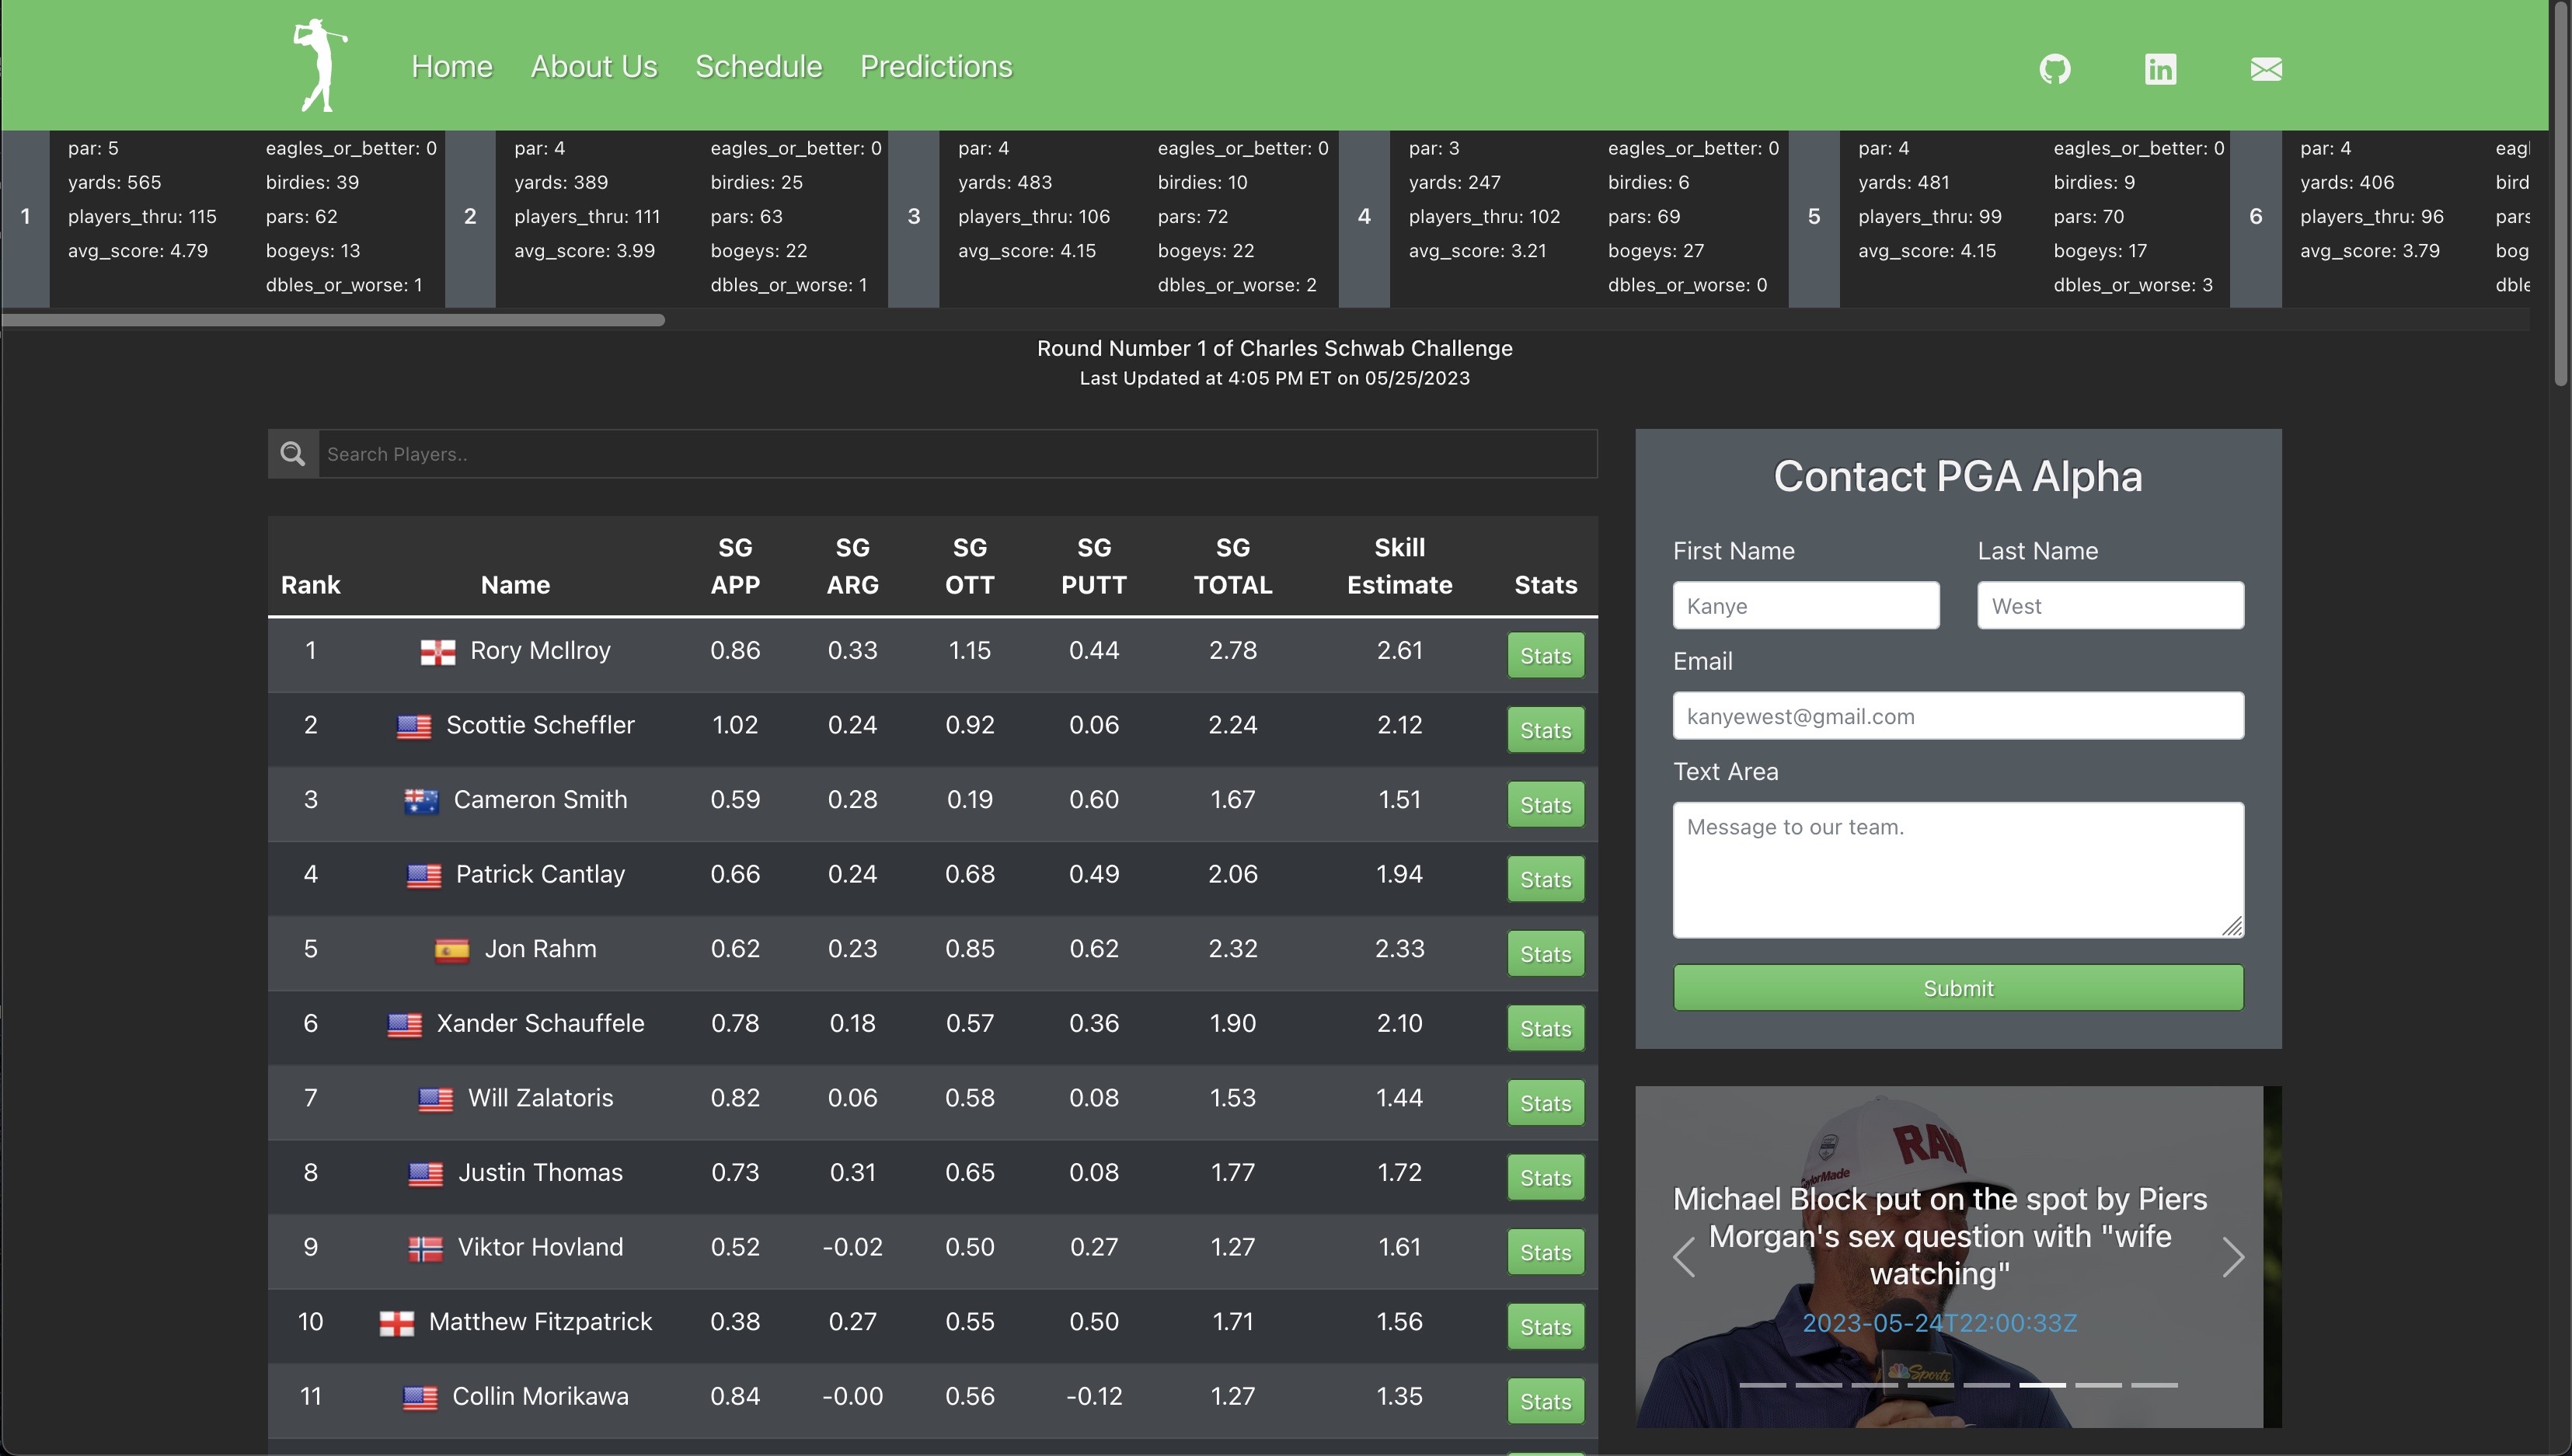 Home About Us Schedule Predictions
1
par: 5
yards: 565
players_thru: 115
avg_score: 4.79
eagles_or_better: 0
birdies: 39
pars: 62
bogeys: 13
dbles_or_worse: 1
2
par: 4
yards: 389
players_thru: 111
avg_score: 3.99
eagles_or_better: 0
birdies: 25
pars: 63
bogeys: 22
dbles_or_worse: 1
3
par: 4
yards: 483
players_thru: 106
avg_score: 4.15
eagles_or_better: 0
birdies: 10
pars: 72
bogeys: 22
dbles_or_worse: 2
4
par: 3
yards: 247
players_thru: 102
avg_score: 3.21
eagles_or_better: 0
birdies: 6
pars: 69
bogeys: 27
dbles_or_worse: 0
5
par: 4
yards: 481
players_thru: 99
avg_score: 4.15
eagles_or_better: 0
birdies: 9
pars: 70
bogeys: 17
dbles_or_worse: 3
6
par: 4
yards: 406
players_thru: 96
avg_score: 3.79
Round Number 1 of Charles Schwab Challenge
Last Updated at 4:05 PM ET on 05/25/2023
Search Players..
Rank Name SG APP SG ARG SG OTT SG PUTT SG TOTAL Skill Estimate Stats
1 Rory McIlroy 0.86 0.33 1.15 0.44 2.78 2.61 Stats
2 Scottie Scheffler 1.02 0.24 0.92 0.06 2.24 2.12 Stats
3 Cameron Smith 0.59 0.28 0.19 0.60 1.67 1.51 Stats
4 Patrick Cantlay 0.66 0.24 0.68 0.49 2.06 1.94 Stats
5 Jon Rahm 0.62 0.23 0.85 0.62 2.32 2.33 Stats
6 Xander Schauffele 0.78 0.18 0.57 0.36 1.90 2.10 Stats
7 Will Zalatoris 0.82 0.06 0.58 0.08 1.53 1.44 Stats
8 Justin Thomas 0.73 0.31 0.65 0.08 1.77 1.72 Stats
9 Viktor Hovland 0.52 -0.02 0.50 0.27 1.27 1.61 Stats
10 Matthew Fitzpatrick 0.38 0.27 0.55 0.50 1.71 1.56 Stats
11 Collin Morikawa 0.84 -0.00 0.56 -0.12 1.27 1.35 Stats
Contact PGA Alpha
First Name Last Name
Kanye West
Email
kanyewest@gmail.com
Text Area
Message to our team.
Submit
Michael Block put on the spot by Piers
Morgan's sex question with "wife
watching"
2023-05-24T22:00:33Z
Sports